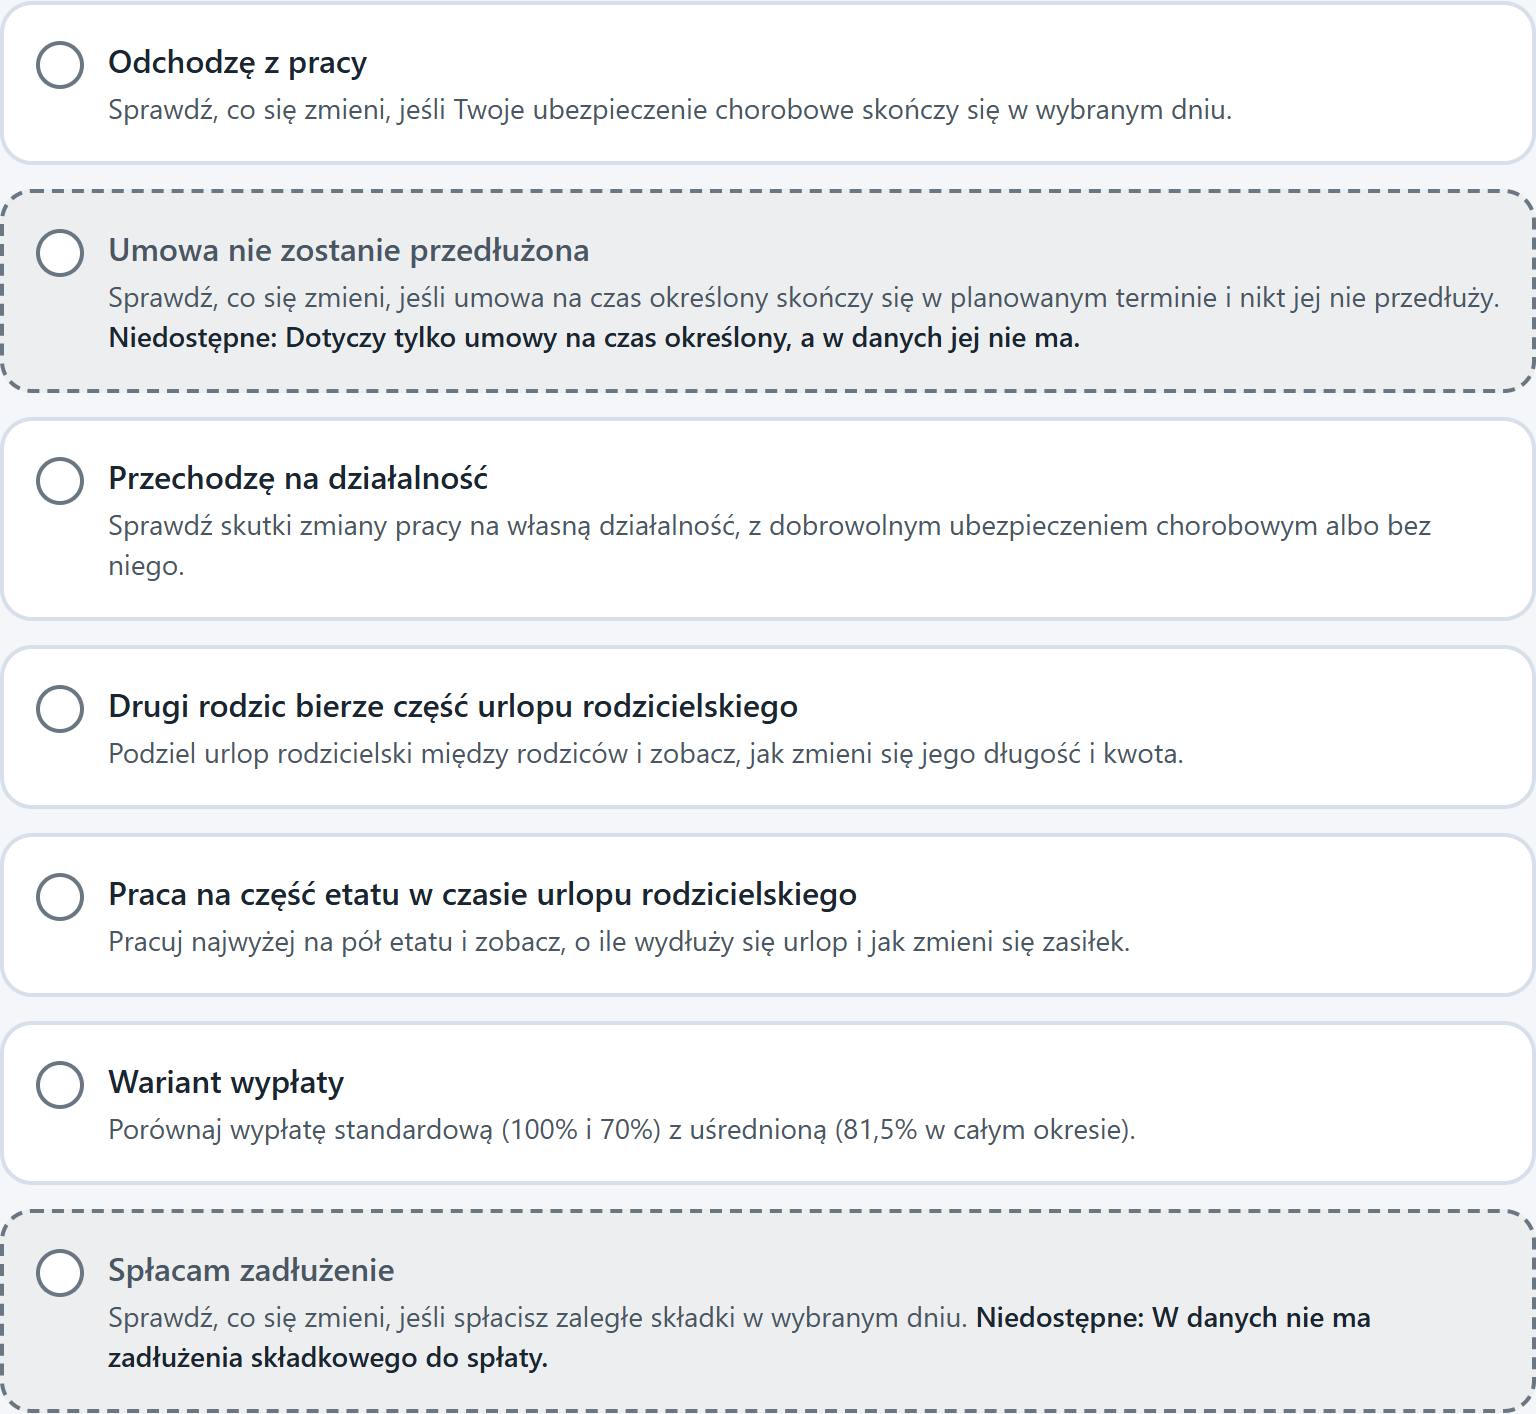 Odchodzę z pracy
Sprawdź, co się zmieni, jeśli Twoje ubezpieczenie chorobowe skończy się w wybranym dniu.
Umowa nie zostanie przedłużona
Sprawdź, co się zmieni, jeśli umowa na czas określony skończy się w planowanym terminie i nikt jej nie przedłuży.
Niedostępne: Dotyczy tylko umowy na czas określony, a w danych jej nie ma.
Przechodzę na działalność
Sprawdź skutki zmiany pracy na własną działalność, z dobrowolnym ubezpieczeniem chorobowym albo bez
niego.
Drugi rodzic bierze część urlopu rodzicielskiego
Podziel urlop rodzicielski między rodziców i zobacz, jak zmieni się jego długość i kwota.
Praca na część etatu w czasie urlopu rodzicielskiego
Pracuj najwyżej na pół etatu i zobacz, o ile wydłuży się urlop i jak zmieni się zasiłek.
Wariant wypłaty
Porównaj wypłatę standardową (100% i 70%) z uśrednioną (81,5% w całym okresie).
Spłacam zadłużenie
Sprawdź, co się zmieni, jeśli spłacisz zaległe składki w wybranym dniu. Niedostępne: W danych nie ma
zadłużenia składkowego do spłaty.